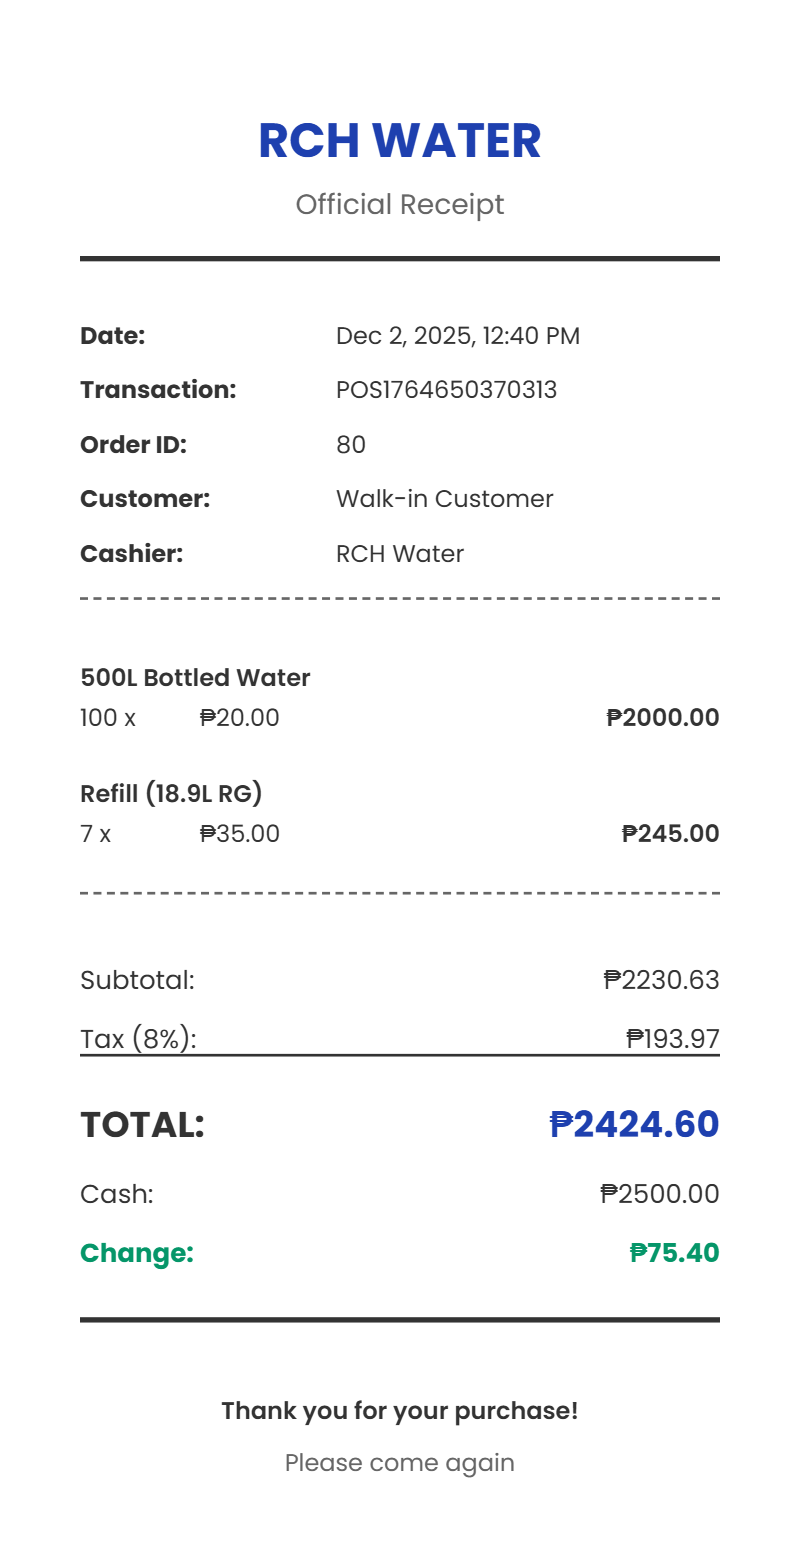 RCH WATER
Official Receipt
Date: Dec 2, 2025, 12:40 PM
Transaction: POS1764650370313
Order ID: 80
Customer: Walk-in Customer
Cashier: RCH Water
500L Bottled Water
100 x ₱20.00 ₱2000.00
Refill (18.9L RG)
7 x ₱35.00 ₱245.00
Subtotal: ₱2230.63
Tax (8%): ₱193.97
TOTAL: ₱2424.60
Cash: ₱2500.00
Change: ₱75.40
Thank you for your purchase!
Please come again